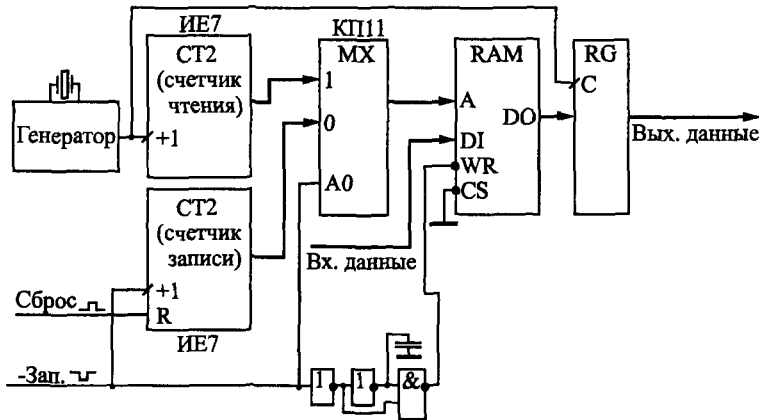 ИЕ7
СТ2
(счетчик
чтения)
+1
Генератор
КП11
MX
1
0
A0
RAM
A
DI
WR
CS
DO
RG
C
Вых. данные
СТ2
(счетчик
записи)
+1
R
ИЕ7
Вх. данные
Сброс
-Зап.
1
1
&